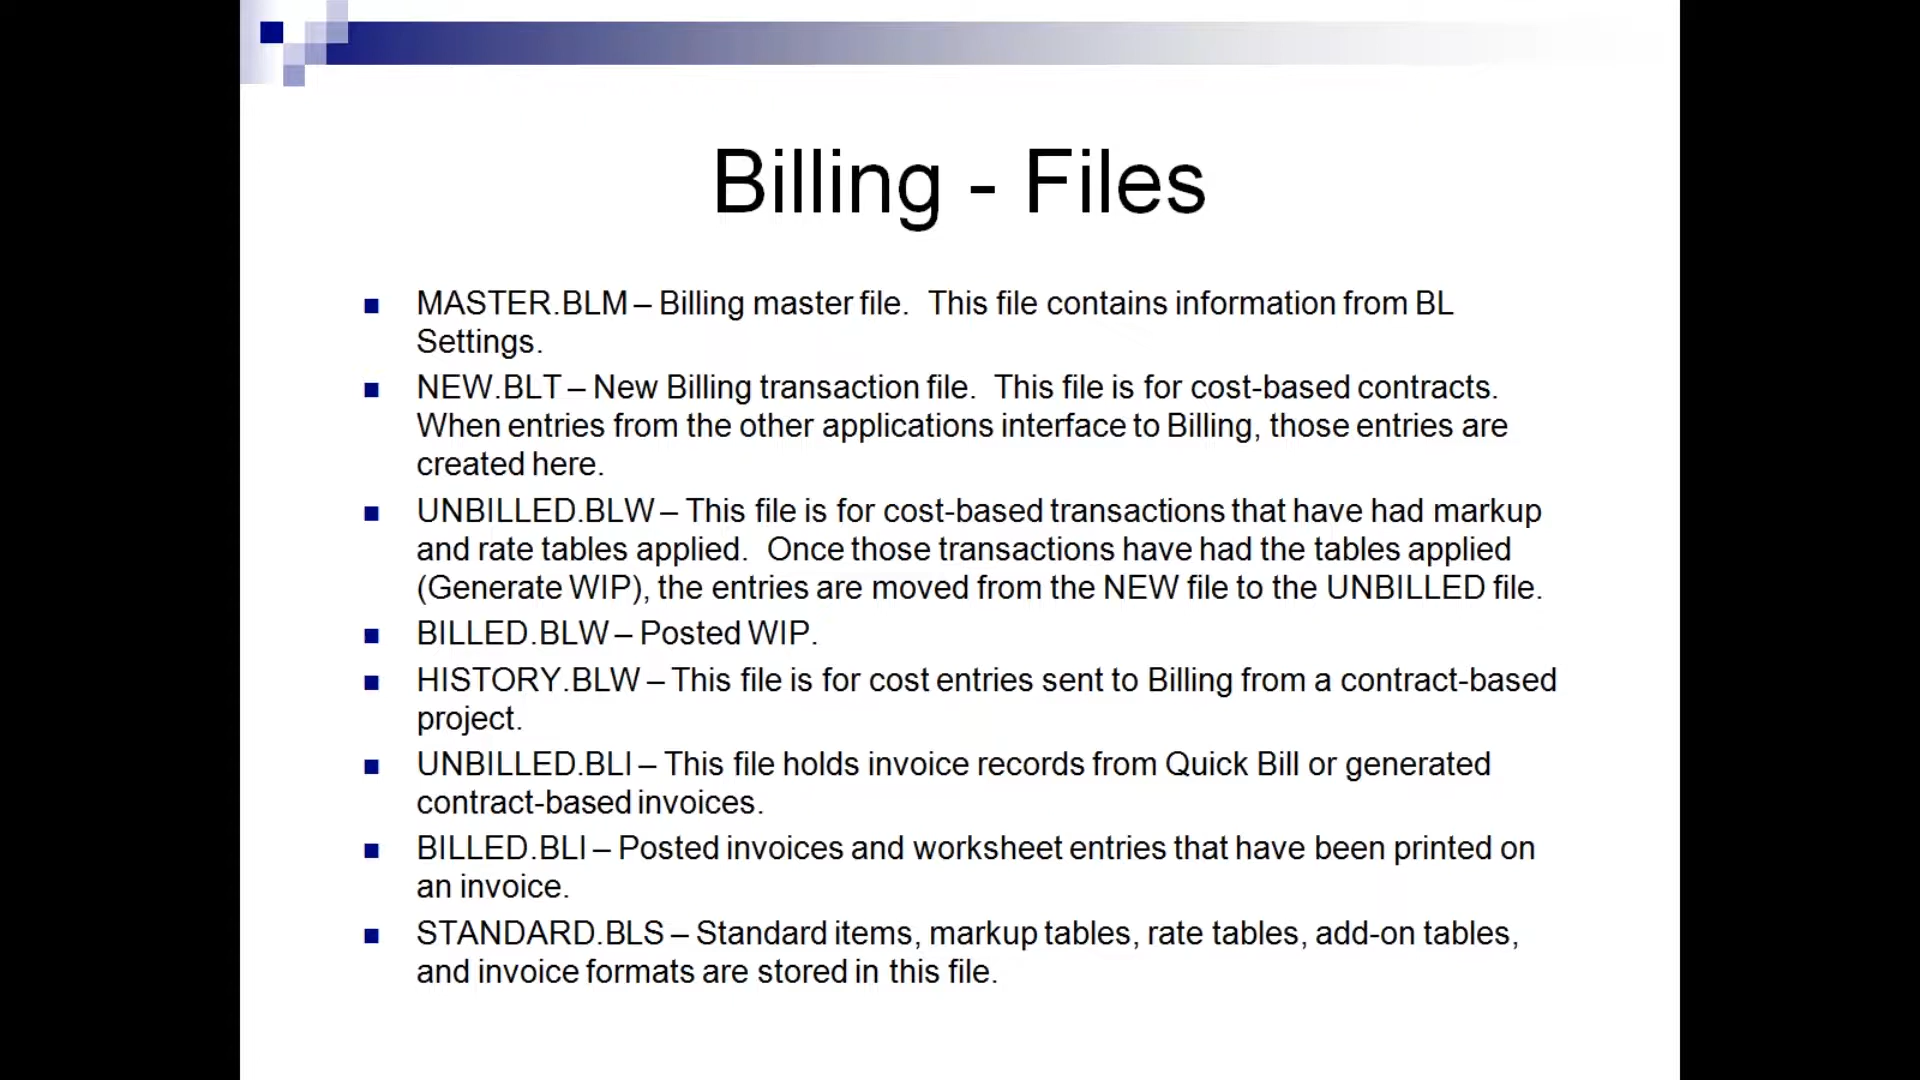 Billing - Files
MASTER.BLM – Billing master file.  This file contains information from BL
Settings.
NEW.BLT – New Billing transaction file.  This file is for cost-based contracts.
When entries from the other applications interface to Billing, those entries are
created here.
UNBILLED.BLW – This file is for cost-based transactions that have had markup
and rate tables applied.  Once those transactions have had the tables applied
(Generate WIP), the entries are moved from the NEW file to the UNBILLED file.
BILLED.BLW – Posted WIP.
HISTORY.BLW – This file is for cost entries sent to Billing from a contract-based
project.
UNBILLED.BLI – This file holds invoice records from Quick Bill or generated
contract-based invoices.
BILLED.BLI – Posted invoices and worksheet entries that have been printed on
an invoice.
STANDARD.BLS – Standard items, markup tables, rate tables, add-on tables,
and invoice formats are stored in this file.